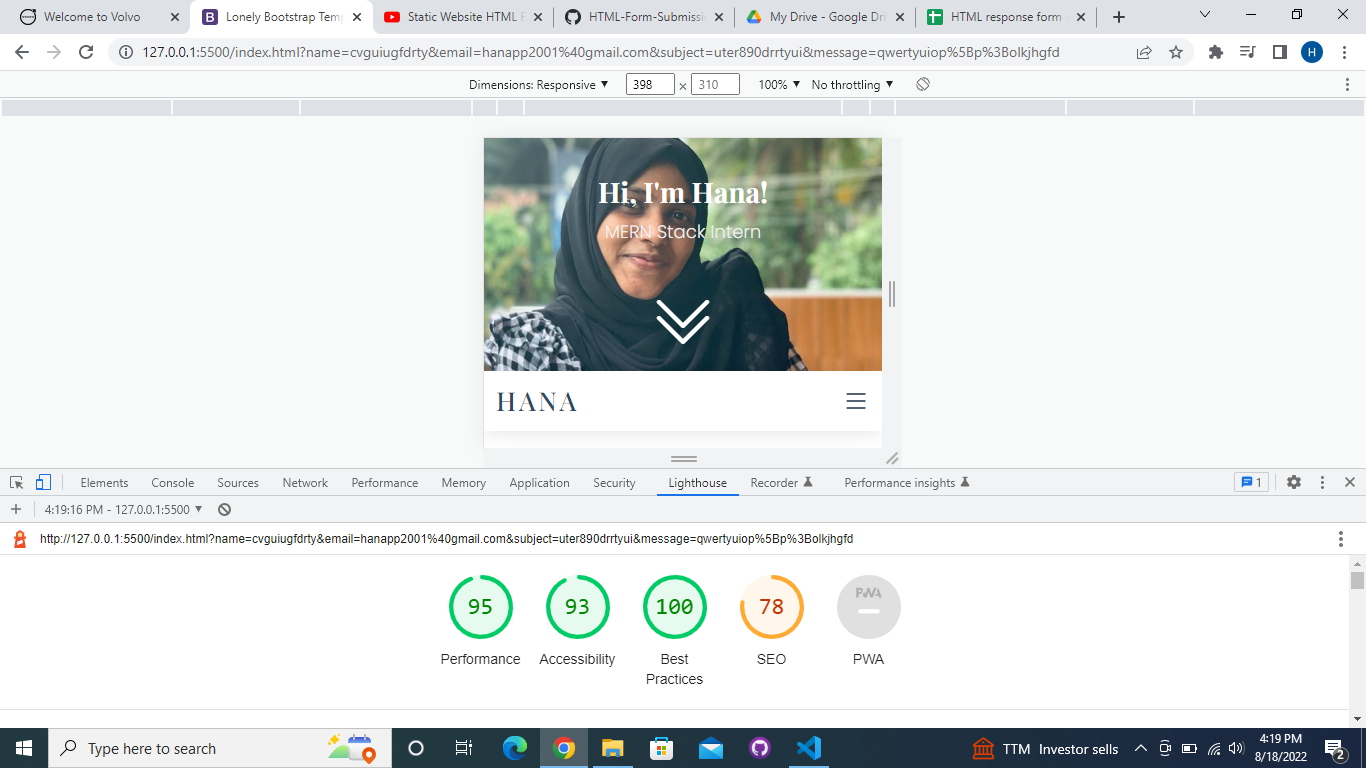 Welcome to Volvo
Lonely Bootstrap Temp
Static Website HTML F
HTML-Form-Submissi
My Drive - Google Dri
HTML response form -
127.0.0.1:5500/index.html?name=cvguiugfdrty&email=hanapp2001%40gmail.com&subject=uter890drrtyui&message=qwertyuiop%5Bp%3Bolkjhgfd
H
Dimensions: Responsive ▼ 398 × 310 100% ▼ No throttling ▼
Hi, I'm Hana!
MERN Stack Intern
HANA
Elements Console Sources Network Performance Memory Application Security Lighthouse Recorder Performance insights 1
4:19:16 PM - 127.0.0.1:5500 ▼
http://127.0.0.1:5500/index.html?name=cvguiugfdrty&email=hanapp2001%40gmail.com&subject=uter890drrtyui&message=qwertyuiop%5Bp%3Bolkjhgfd
95 93 100 78 PWA
Performance Accessibility Best Practices SEO PWA
Type here to search
TTM Investor sells
4:19 PM
8/18/2022
2